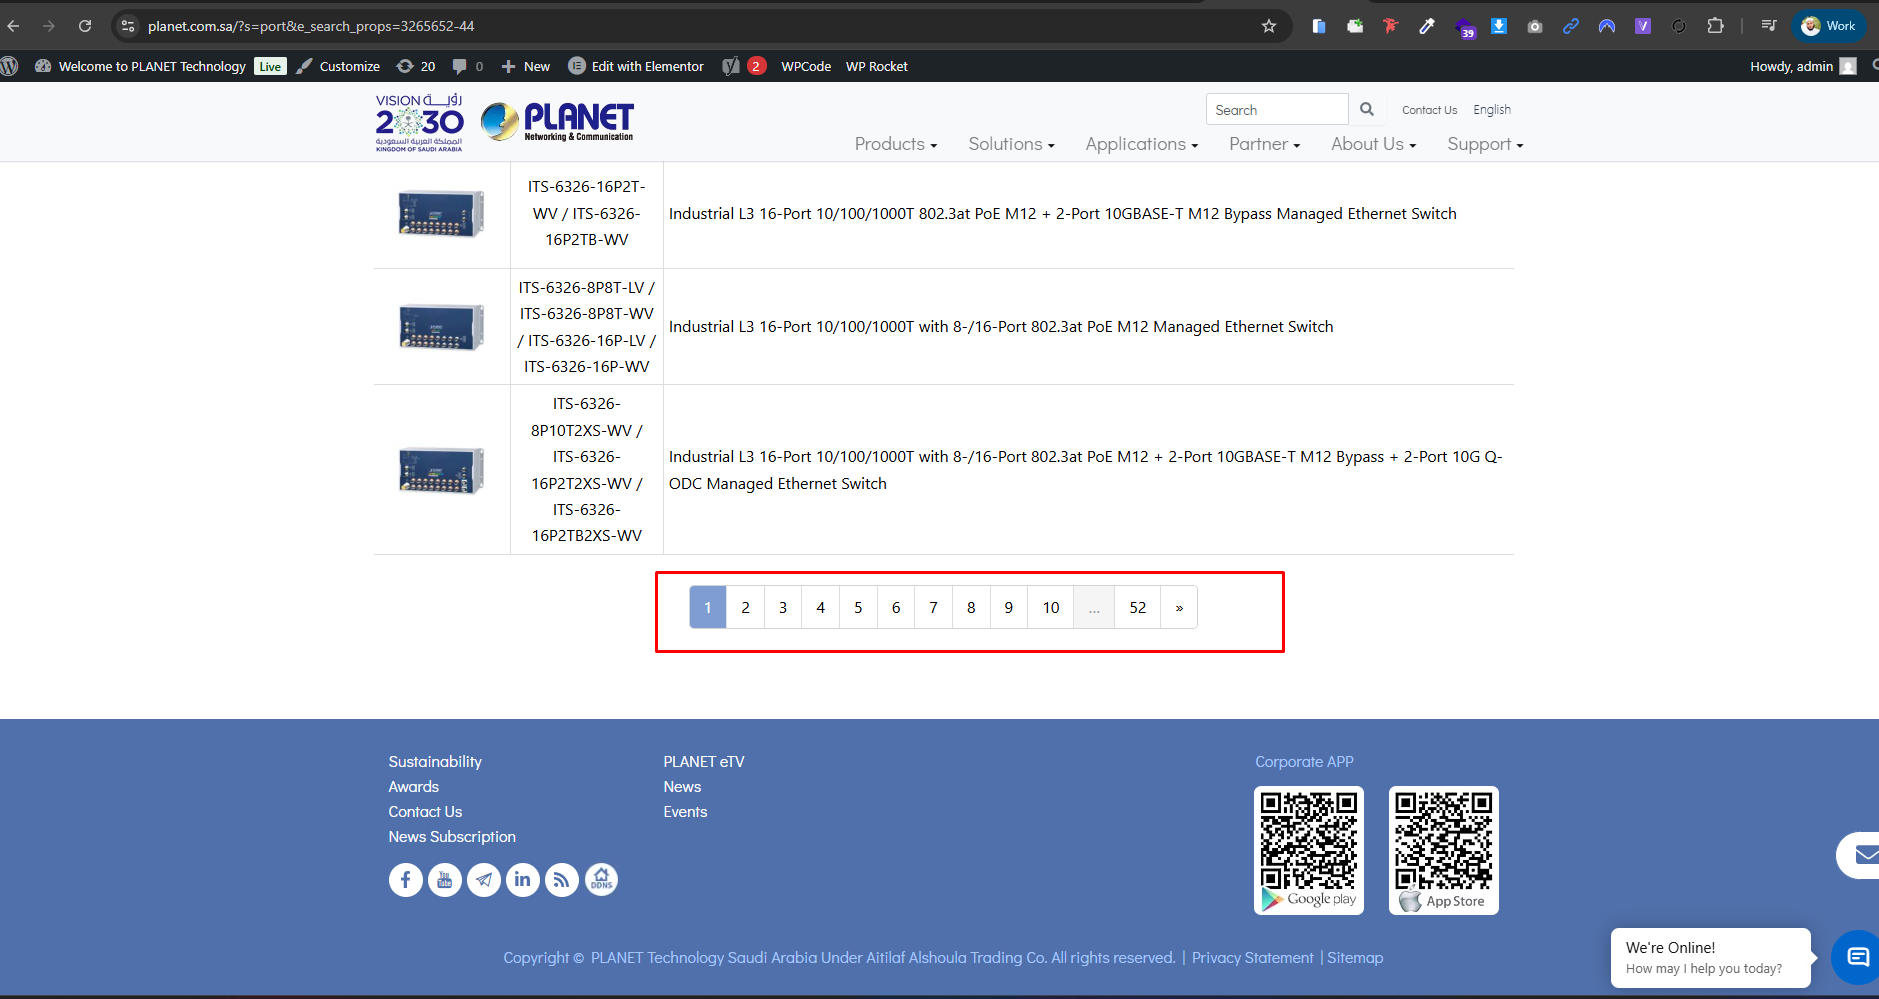 planet.com.sa/?s=port&e_search_props=3265652-44
39
Work
Welcome to PLANET Technology
Live
Customize
20
0
New
Edit with Elementor
2
WPCode
WP Rocket
Howdy, admin
VISION رؤيــة
2030
المملكة العربية السعودية
KINGDOM OF SAUDI ARABIA
PLANET
Networking & Communication
Search
Contact Us
English
Products
Solutions
Applications
Partner
About Us
Support
ITS-6326-16P2T-
WV / ITS-6326-
16P2TB-WV
Industrial L3 16-Port 10/100/1000T 802.3at PoE M12 + 2-Port 10GBASE-T M12 Bypass Managed Ethernet Switch
ITS-6326-8P8T-LV /
ITS-6326-8P8T-WV
/ ITS-6326-16P-LV /
ITS-6326-16P-WV
Industrial L3 16-Port 10/100/1000T with 8-/16-Port 802.3at PoE M12 Managed Ethernet Switch
ITS-6326-
8P10T2XS-WV /
ITS-6326-
16P2T2XS-WV /
ITS-6326-
16P2TB2XS-WV
Industrial L3 16-Port 10/100/1000T with 8-/16-Port 802.3at PoE M12 + 2-Port 10GBASE-T M12 Bypass + 2-Port 10G Q-
ODC Managed Ethernet Switch
1 2 3 4 5 6 7 8 9 10 ... 52 »
Sustainability
Awards
Contact Us
News Subscription
PLANET eTV
News
Events
You Tube
in
DDNS
Corporate APP
Google play
App Store
Copyright © PLANET Technology Saudi Arabia Under Aitilaf Alshoula Trading Co. All rights reserved. | Privacy Statement | Sitemap
We're Online!
How may I help you today?